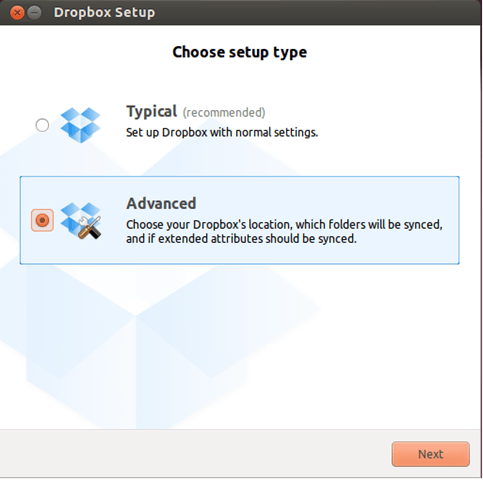 Dropbox Setup
Choose setup type
Typical (recommended)
Set up Dropbox with normal settings.
Advanced
Choose your Dropbox's location, which folders will be synced,
and if extended attributes should be synced.
Next